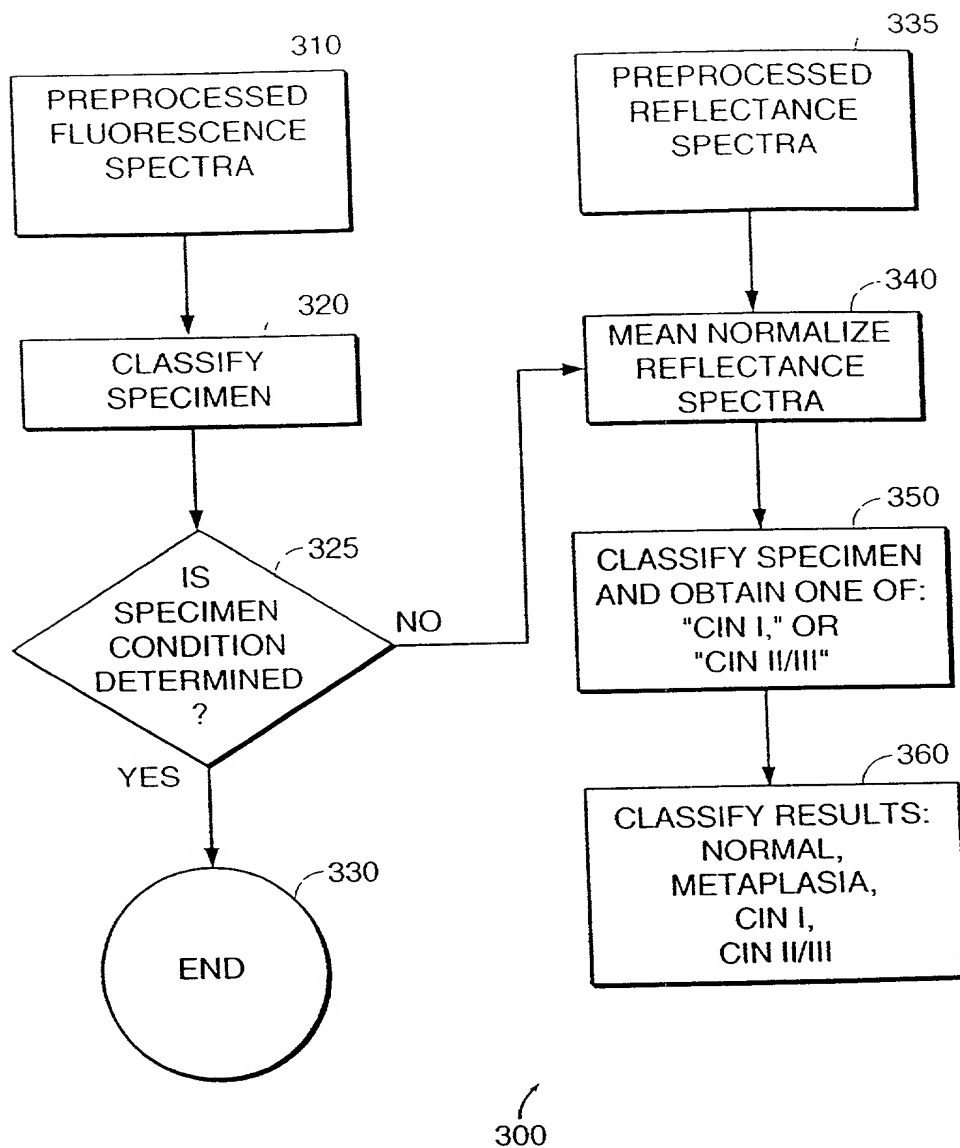 310
PREPROCESSED
FLUORESCENCE
SPECTRA
320
CLASSIFY
SPECIMEN
325
IS
SPECIMEN
CONDITION
DETERMINED
?
NO
YES
330
END
335
PREPROCESSED
REFLECTANCE
SPECTRA
340
MEAN NORMALIZE
REFLECTANCE
SPECTRA
350
CLASSIFY SPECIMEN
AND OBTAIN ONE OF:
"CIN I," OR
"CIN II/III"
360
CLASSIFY RESULTS:
NORMAL,
METAPLASIA,
CIN I,
CIN II/III
300